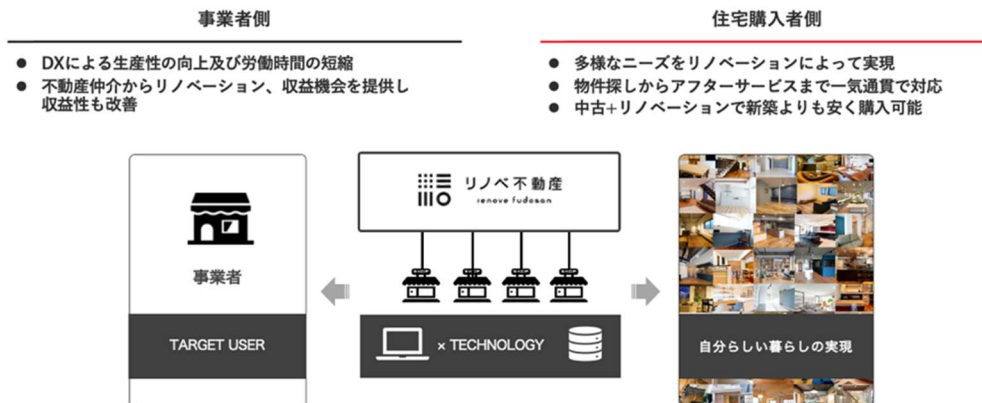 事業者側
● DXによる生産性の向上及び労働時間の短縮
● 不動産仲介からリノベーション、収益機会を提供し
収益性も改善
住宅購入者側
● 多様なニーズをリノベーションによって実現
● 物件探しからアフターサービスまで一気通貫で対応
● 中古+リノベーションで新築よりも安く購入可能
事業者
TARGET USER
リノベ不動産
renove fudosan
× TECHNOLOGY
自分らしい暮らしの実現